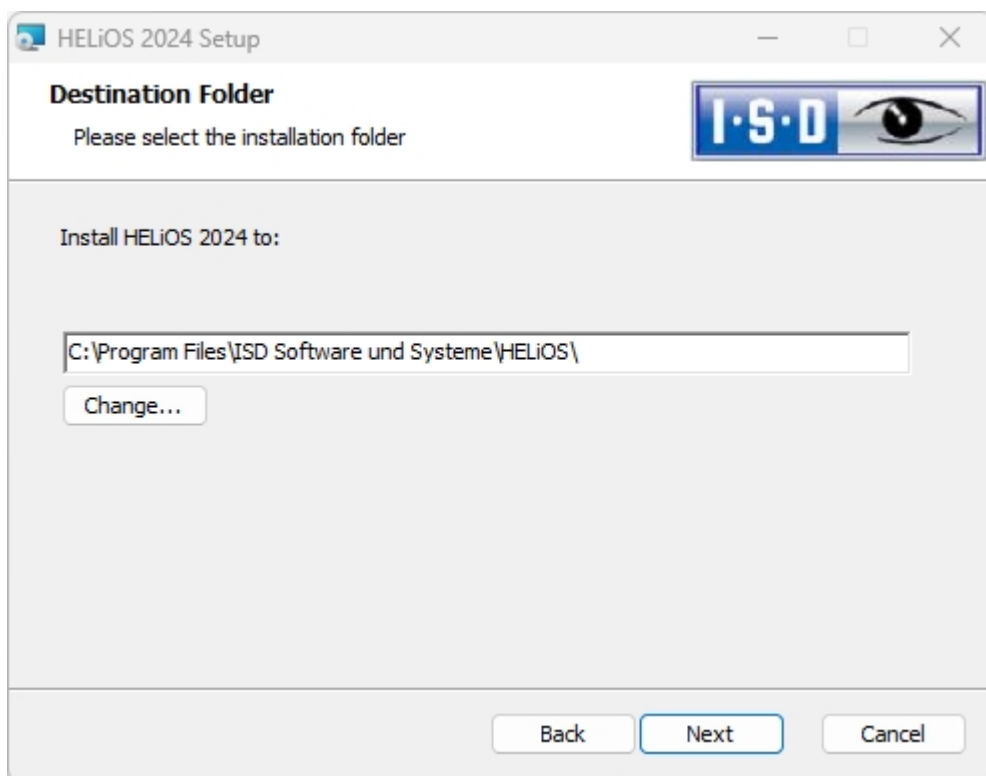 HELiOS 2024 Setup
Destination Folder
I·S·D
Please select the installation folder
Install HELiOS 2024 to:
C:\Program Files\ISD Software und Systeme\HELiOS\
Change...
Back
Next
Cancel